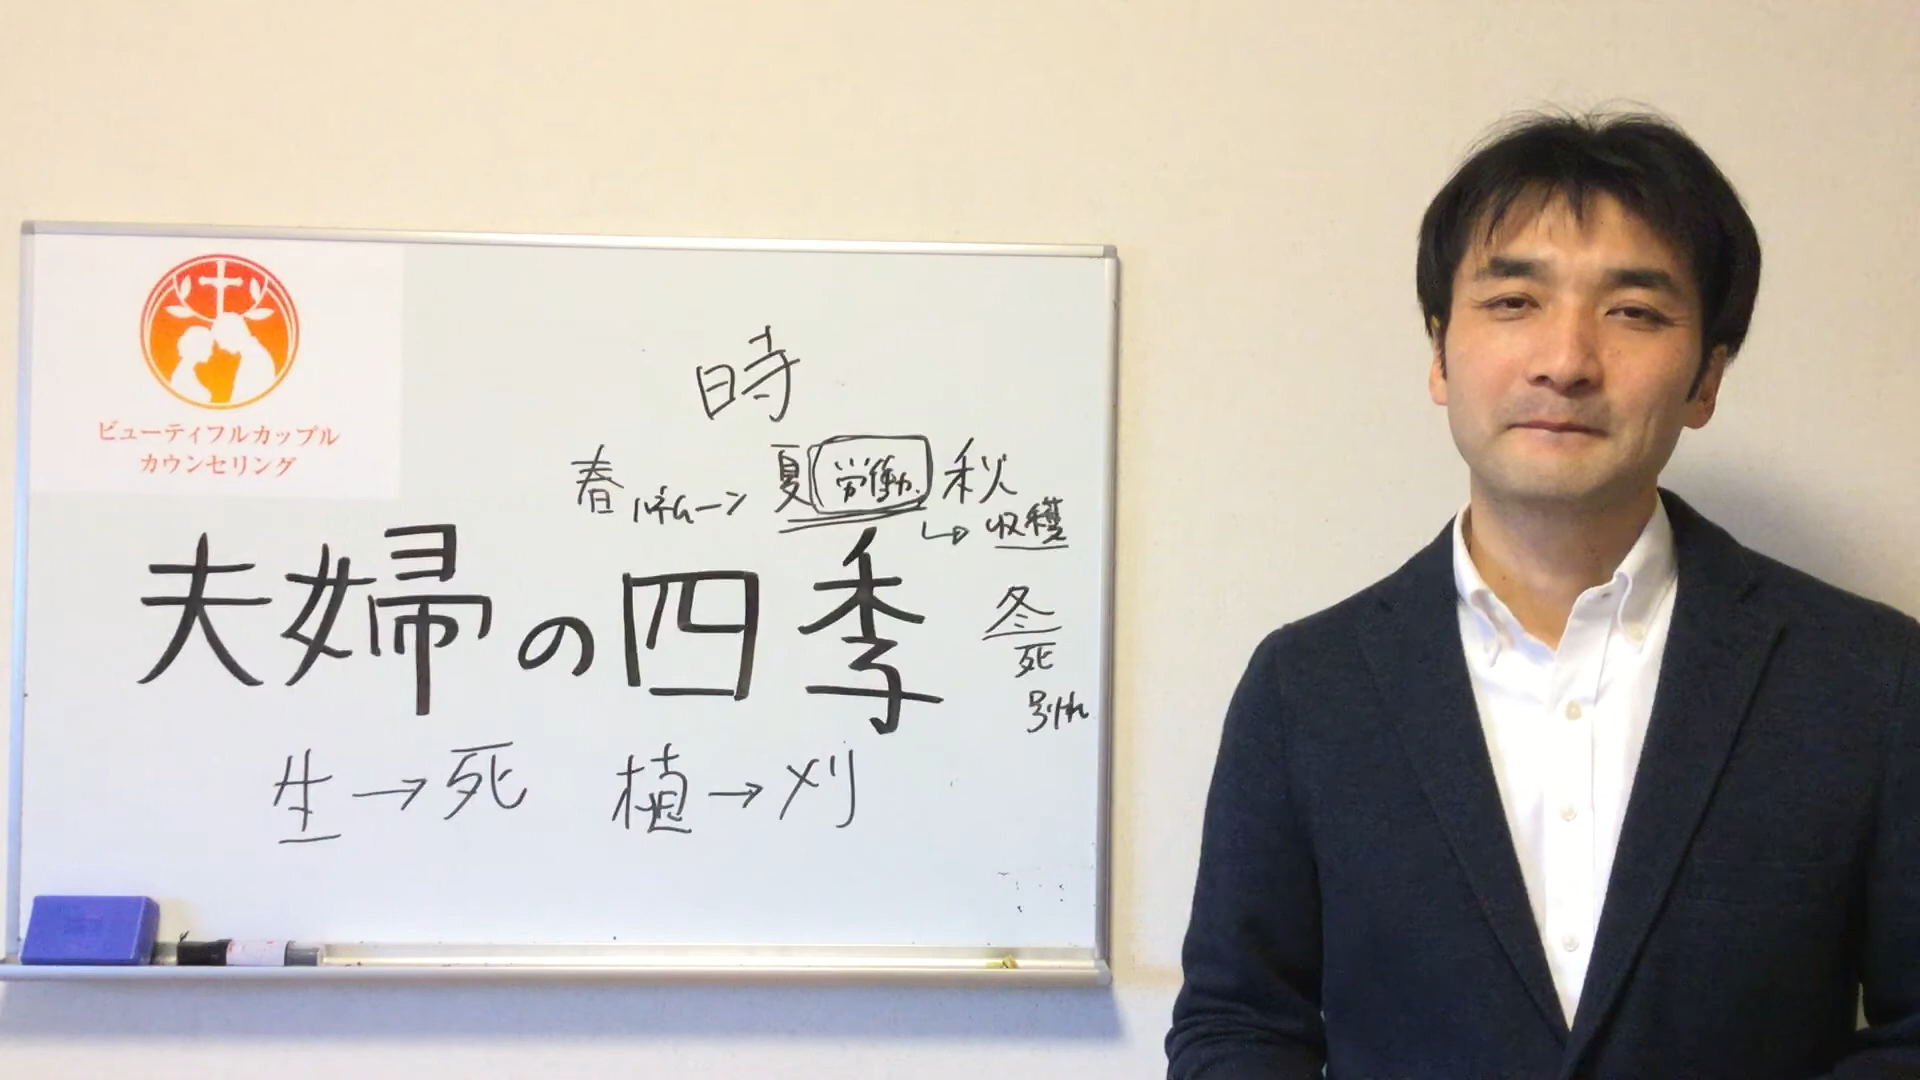 ビューティフルカップル
カウンセリング
時
春 ハネムーン 夏 労働 秋
→ 収穫
夫婦の四季
冬
死
別れ
生→死 植→刈